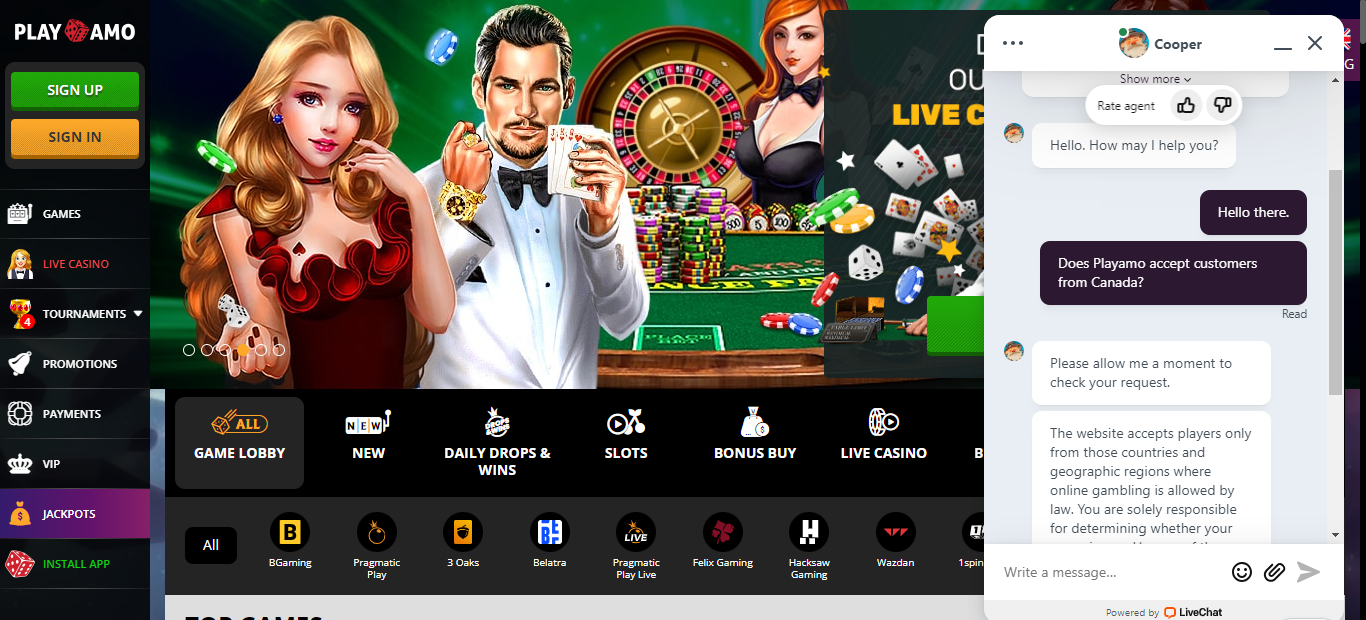 PLAY AMO
SIGN UP
SIGN IN
GAMES
LIVE CASINO
TOURNAMENTS
4
PROMOTIONS
PAYMENTS
VIP
JACKPOTS
INSTALL APP
D
OU
LIVE C
ALL
GAME LOBBY
NEW
NEW
DROPS
WINS
DAILY DROPS &
WINS
SLOTS
BONUS BUY
LIVE CASINO
B
All
B
BGaming
Pragmatic
Play
3 Oaks
Belatra
LIVE
Pragmatic
Play Live
Felix Gaming
H
Hacksaw
Gaming
Wazdan
1spin
TOP GAMES
G
Cooper
Show more
Rate agent
Hello. How may I help you?
Hello there.
Does Playamo accept customers
from Canada?
Read
Please allow me a moment to
check your request.
The website accepts players only
from those countries and
geographic regions where
online gambling is allowed by
law. You are solely responsible
for determining whether your
Write a message...
Powered by LiveChat